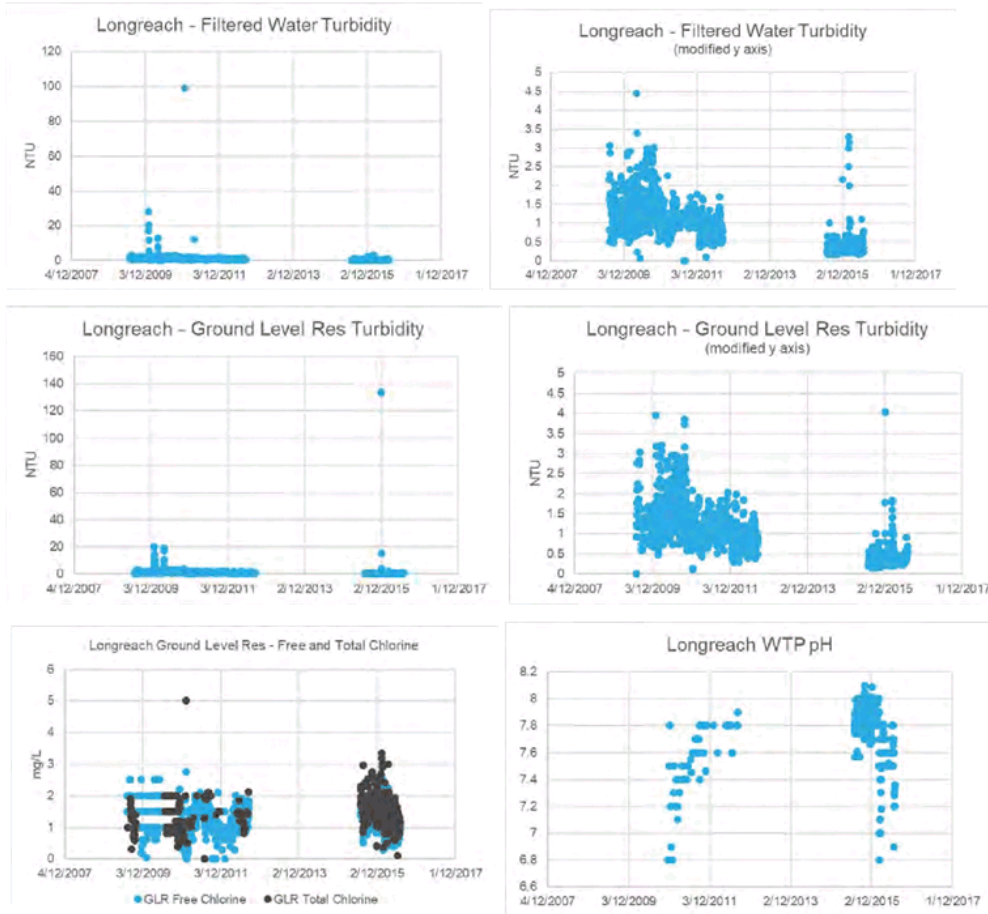 Longreach - Filtered Water Turbidity
120
100
80
60
40
20
0
NTU
4/12/2007 3/12/2009 3/12/2011 2/12/2013 2/12/2015 1/12/2017
Longreach - Filtered Water Turbidity
(modified y axis)
5
4.5
4
3.5
3
2.5
2
1.5
1
0.5
0
NTU
4/12/2007 3/12/2009 3/12/2011 2/12/2013 2/12/2015 1/12/2017
Longreach - Ground Level Res Turbidity
160
140
120
100
80
60
40
20
0
NTU
4/12/2007 3/12/2009 3/12/2011 2/12/2013 2/12/2015 1/12/2017
Longreach - Ground Level Res Turbidity
(modified y axis)
5
4.5
4
3.5
3
2.5
2
1.5
1
0.5
0
NTU
4/12/2007 3/12/2009 3/12/2011 2/12/2013 2/12/2015 1/12/2017
Longreach Ground Level Res - Free and Total Chlorine
6
5
4
3
2
1
0
mg/L
4/12/2007 3/12/2009 3/12/2011 2/12/2013 2/12/2015 1/12/2017
GLR Free Chlorine GLR Total Chlorine
Longreach WTP pH
8.2
8
7.8
7.6
7.4
7.2
7
6.8
6.6
4/12/2007 3/12/2009 3/12/2011 2/12/2013 2/12/2015 1/12/2017